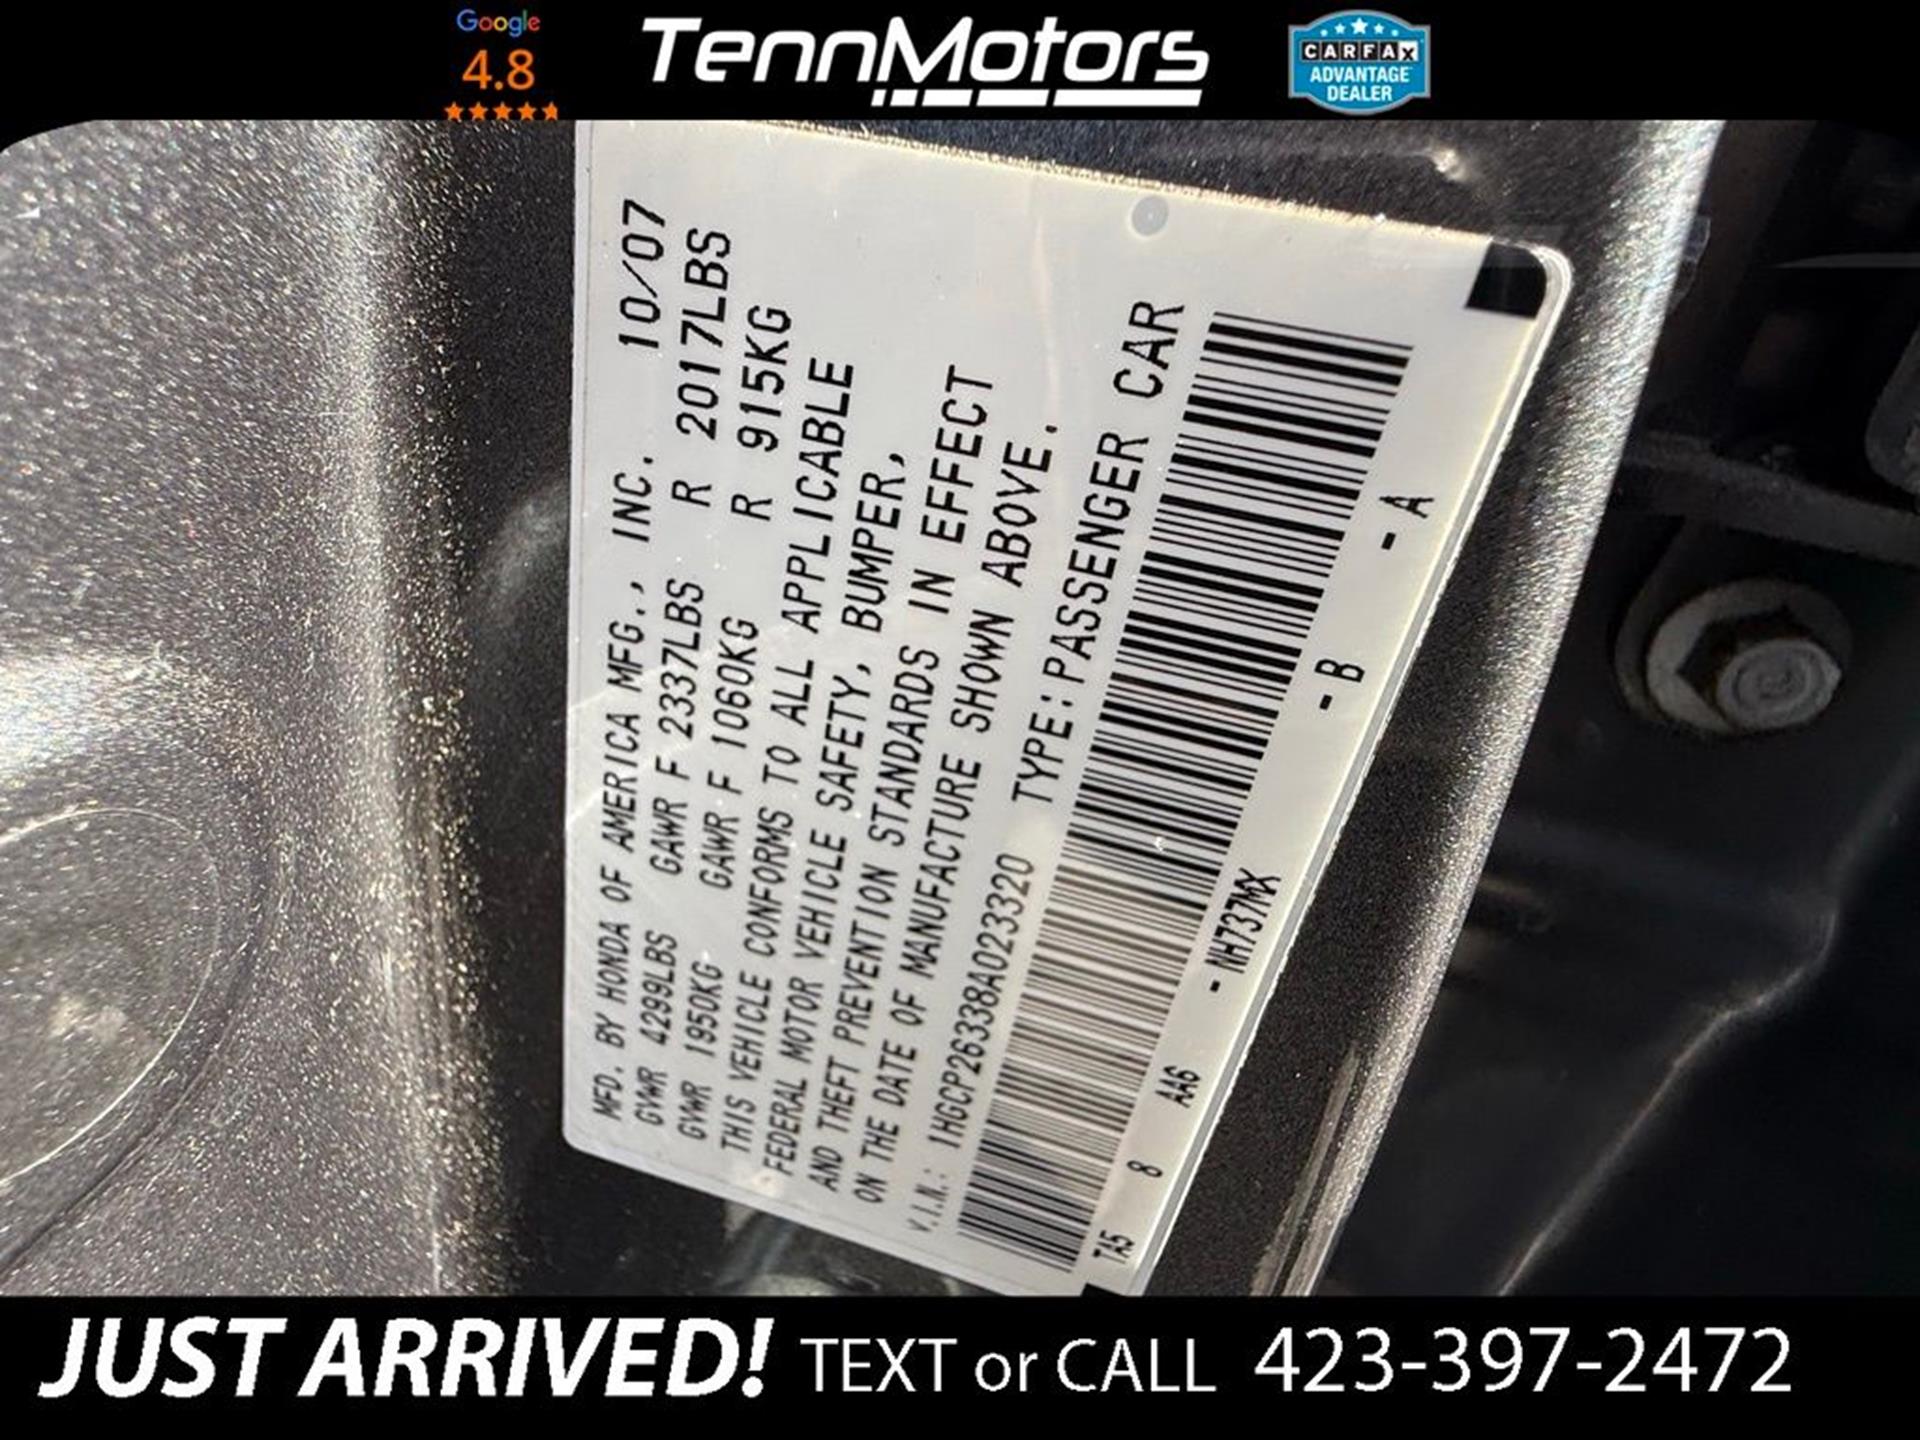 Google
4.8
TennMotors
CARFAX
ADVANTAGE
DEALER
MFD. BY HONDA OF AMERICA MFG., INC. 10/07
GVWR 4299LBS GAWR F 2337LBS R 2017LBS
GVWR 1950KG GAWR F 1060KG R 915KG
THIS VEHICLE CONFORMS TO ALL APPLICABLE
FEDERAL MOTOR VEHICLE SAFETY, BUMPER,
AND THEFT PREVENTION STANDARDS IN EFFECT
ON THE DATE OF MANUFACTURE SHOWN ABOVE.
V.I.N.: 1HGCP26338A023320 TYPE:PASSENGER CAR
TA5 8 AA6 - NH737MX - B - A
JUST ARRIVED! TEXT or CALL 423-397-2472